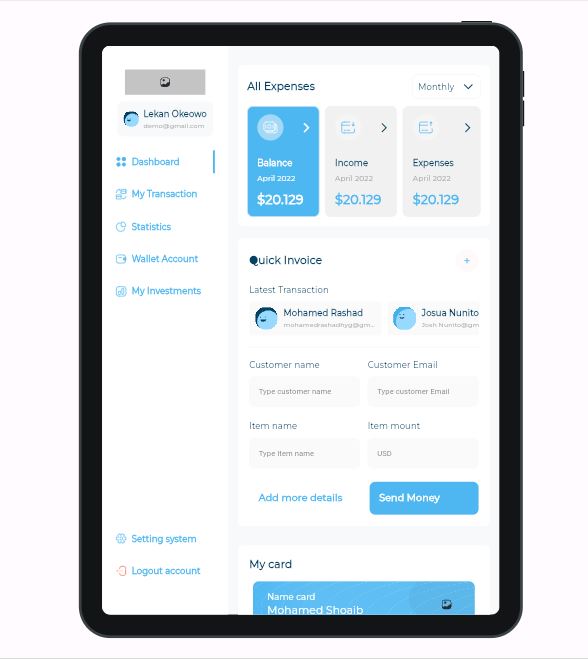 All Expenses
Monthly
Lekan Okeowo
demo@gmail.com
Balance
April 2022
$20.129
Income
April 2022
$20.129
Expenses
April 2022
$20.129
Dashboard
My Transaction
Statistics
Wallet Account
My Investments
Setting system
Logout account
Quick Invoice
+
Latest Transaction
Mohamed Rashad
mohamedrashadhyg@gm...
Josua Nunito
Josh.Nunito@gm
Customer name
Customer Email
Type customer name
Type customer Email
Item name
Item mount
Type item name
USD
Add more details
Send Money
My card
Name card
Mohamed Shoaib